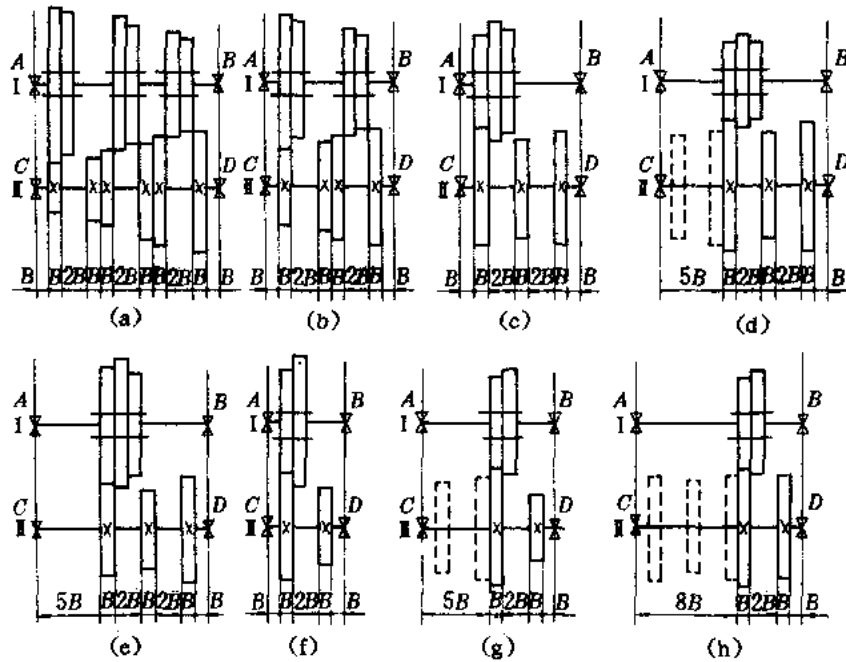 A B B B A B A B
I I I I
C D C D C D C D
Ⅱ Ⅱ Ⅱ Ⅱ
B B 2B B B 2B B B 2B B B
B B 2B B B 2B B B
B B 2B B 2B B B
5B B 2B B 2B B B
(a) (b) (c) (d)
A B A B A B A B
I I I I
C D C D C D C D
Ⅱ Ⅱ Ⅱ Ⅱ
5B B 2B B 2B B B
B B 2B B B
5B B 2B B B
8B B 2B B B
(e) (f) (g) (h)